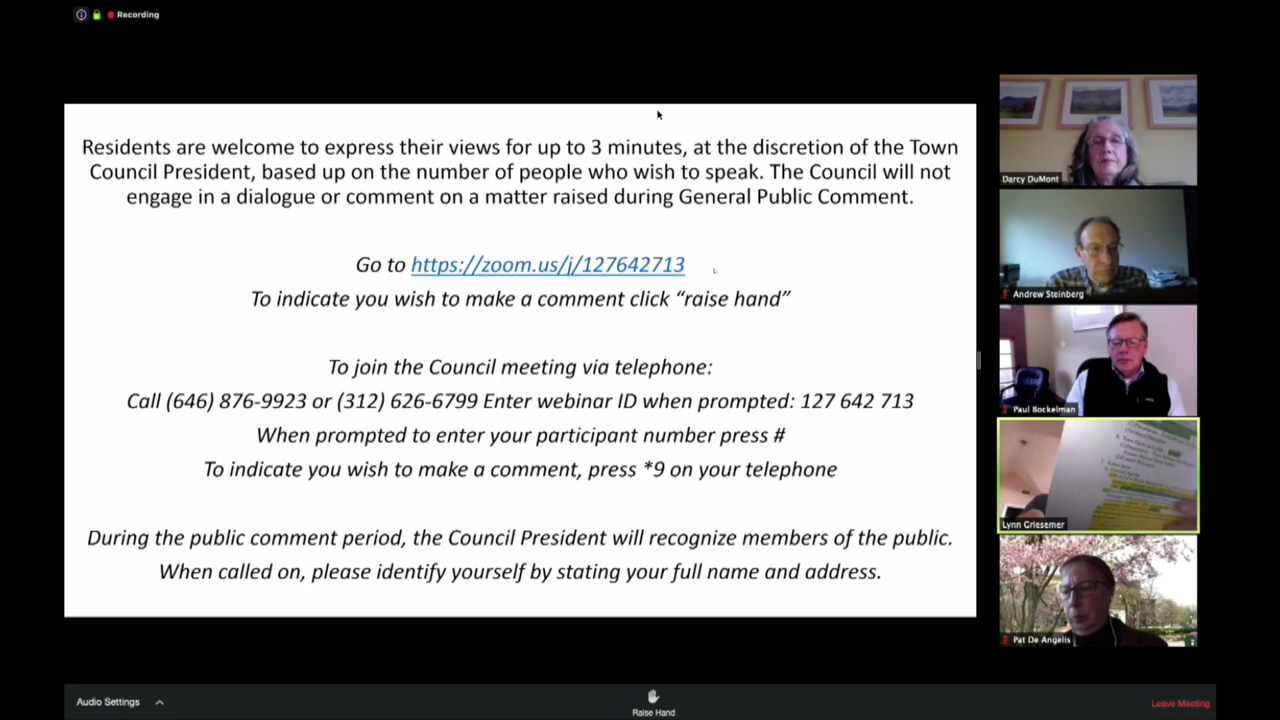 Recording
Residents are welcome to express their views for up to 3 minutes, at the discretion of the Town
Council President, based up on the number of people who wish to speak. The Council will not
engage in a dialogue or comment on a matter raised during General Public Comment.
Go to https://zoom.us/j/127642713
To indicate you wish to make a comment click “raise hand”
To join the Council meeting via telephone:
Call (646) 876-9923 or (312) 626-6799 Enter webinar ID when prompted: 127 642 713
When prompted to enter your participant number press #
To indicate you wish to make a comment, press *9 on your telephone
During the public comment period, the Council President will recognize members of the public.
When called on, please identify yourself by stating your full name and address.
Darcy DuMont
Andrew Steinberg
Paul Bockelman
Lynn Griesemer
Pat De Angelis
Audio Settings
Raise Hand
Leave Meeting